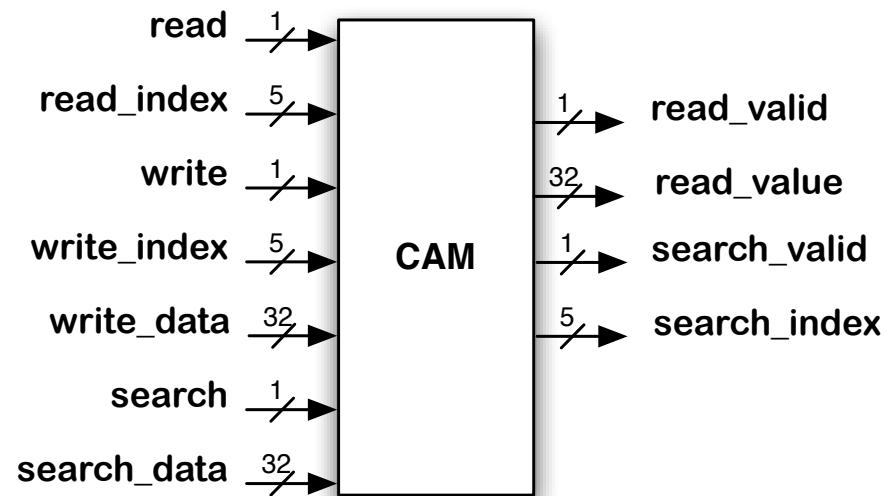 read 1
read_index 5
write 1
write_index 5
write_data 32
search 1
search_data 32
CAM
1 read_valid
32 read_value
1 search_valid
5 search_index